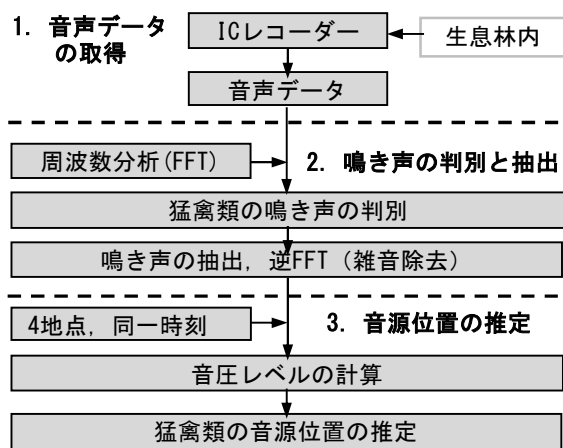 1. 音声データ
の取得
ICレコーダー
生息林内
音声データ
周波数分析(FFT)
2. 鳴き声の判別と抽出
猛禽類の鳴き声の判別
鳴き声の抽出, 逆FFT（雑音除去）
4地点, 同一時刻
3. 音源位置の推定
音圧レベルの計算
猛禽類の音源位置の推定